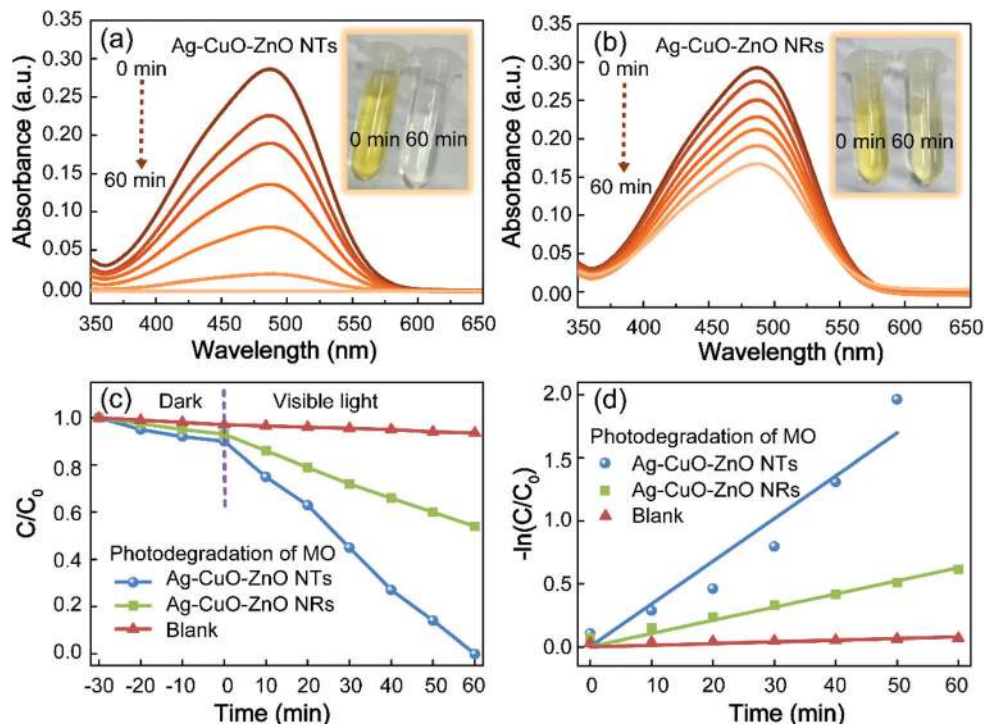 (a)
Ag-CuO-ZnO NTs
0 min
60 min
0 min 60 min
0.35
0.30
0.25
0.20
0.15
0.10
0.05
0.00
Absorbance (a.u.)
350 400 450 500 550 600 650
Wavelength (nm)
(b)
Ag-CuO-ZnO NRs
0 min
60 min
0 min 60 min
0.35
0.30
0.25
0.20
0.15
0.10
0.05
0.00
Absorbance (a.u.)
350 400 450 500 550 600 650
Wavelength (nm)
(c)
Dark Visible light
1.0
0.8
0.6
0.4
0.2
0.0
C/C0
Photodegradation of MO
Ag-CuO-ZnO NTs
Ag-CuO-ZnO NRs
Blank
-30 -20 -10 0 10 20 30 40 50 60
Time (min)
(d)
2.0
1.5
1.0
0.5
0.0
-ln(C/C0)
Photodegradation of MO
Ag-CuO-ZnO NTs
Ag-CuO-ZnO NRs
Blank
0 10 20 30 40 50 60
Time (min)